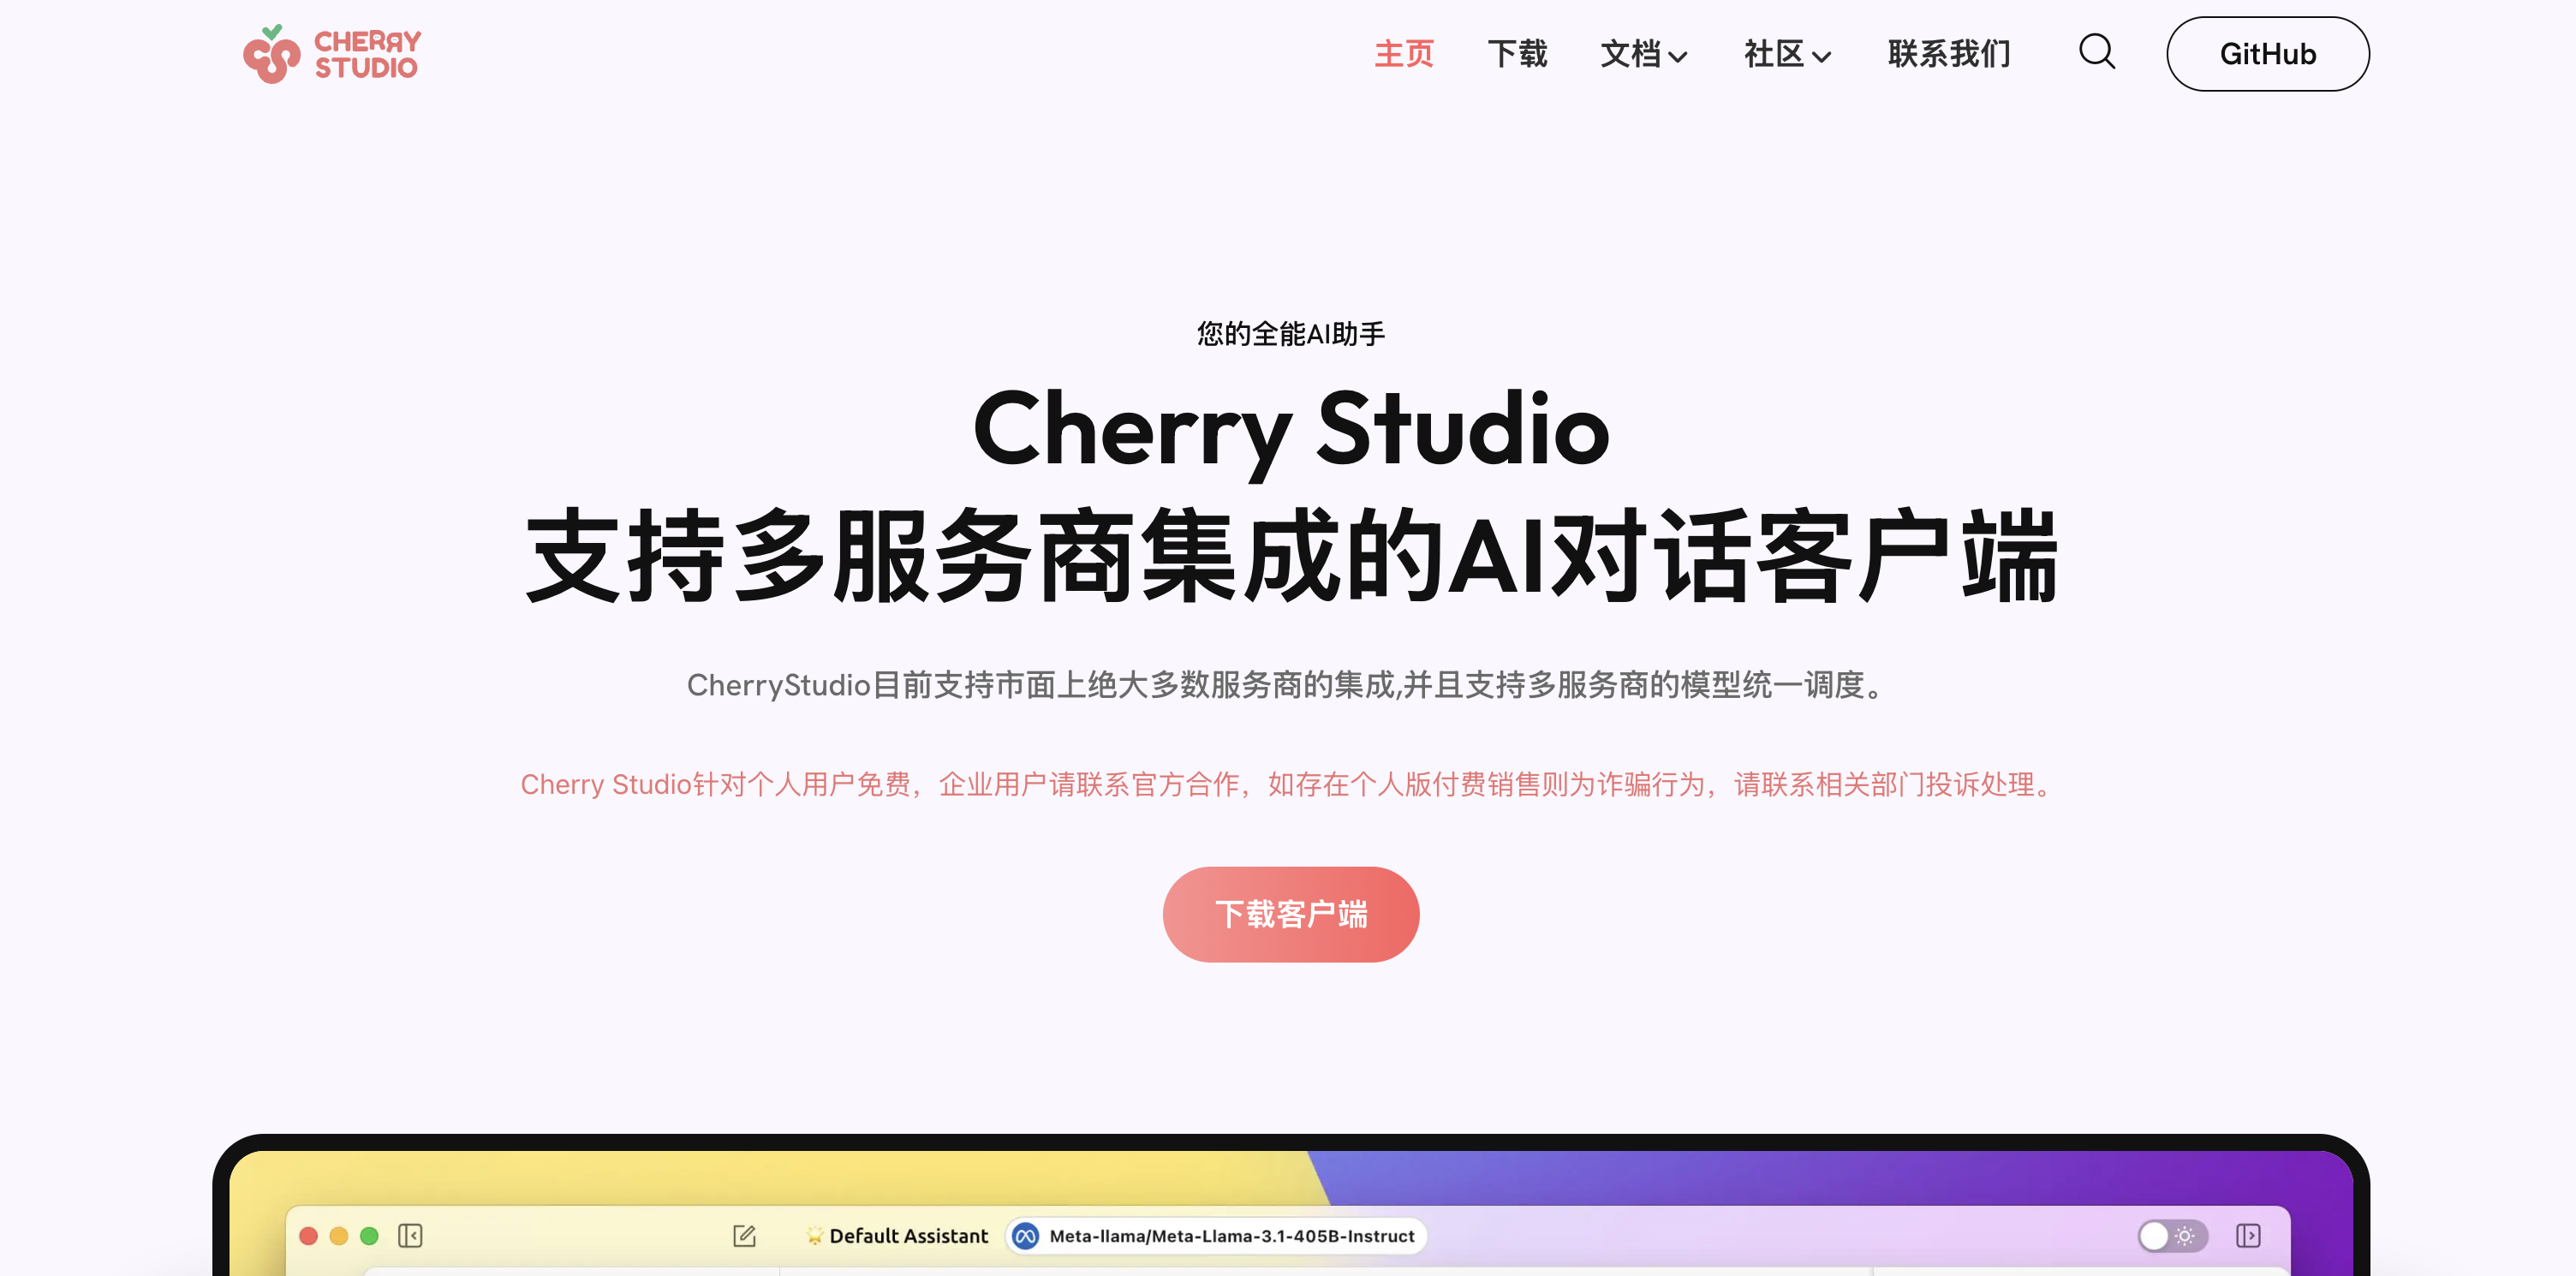 CHERRY
STUDIO
主页
下载
文档
社区
联系我们
GitHub
您的全能AI助手
Cherry Studio
支持多服务商集成的AI对话客户端
CherryStudio目前支持市面上绝大多数服务商的集成,并且支持多服务商的模型统一调度。
Cherry Studio针对个人用户免费，企业用户请联系官方合作，如存在个人版付费销售则为诈骗行为，请联系相关部门投诉处理。
下载客户端
Default Assistant
Meta-llama/Meta-Llama-3.1-405B-Instruct